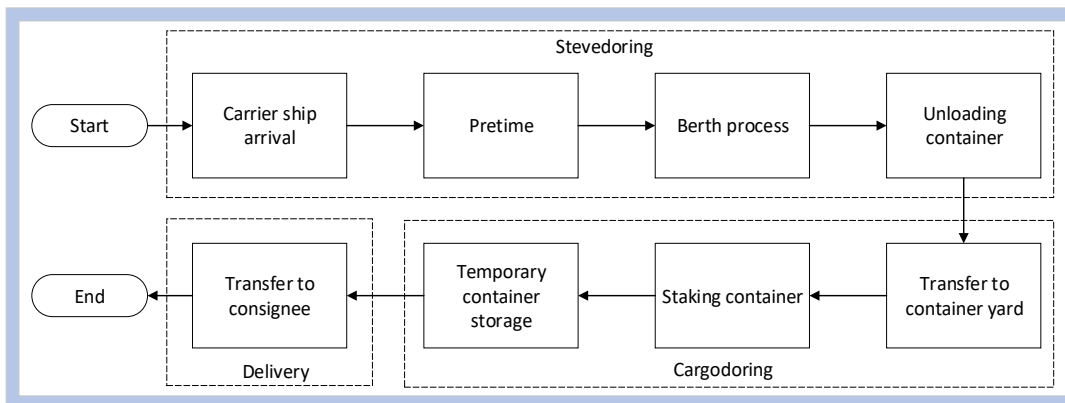 Stevedoring
Start
Carrier ship
arrival
Pretime
Berth process
Unloading
container
End
Transfer to
consignee
Temporary
container
storage
Staking container
Transfer to
container yard
Delivery
Cargodoring